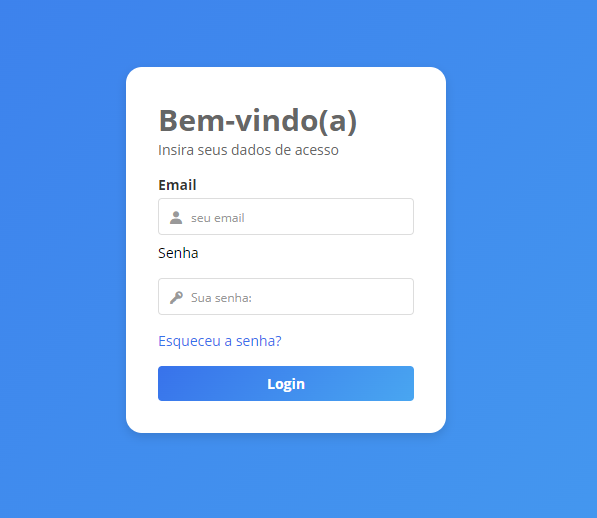 Bem-vindo(a)
Insira seus dados de acesso
Email
seu email
Senha
Sua senha:
Esqueceu a senha?
Login